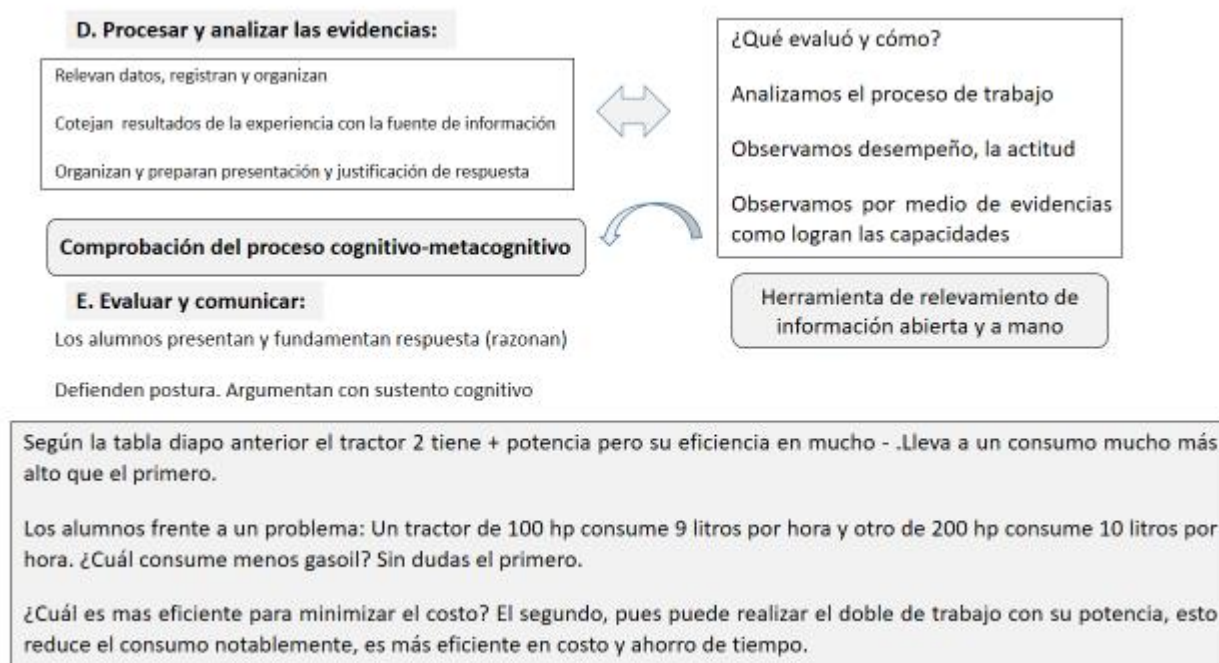 D. Procesar y analizar las evidencias:
Relevan datos, registran y organizan
Cotejan resultados de la experiencia con la fuente de información
Organizan y preparan presentación y justificación de respuesta
¿Qué evaluó y cómo?
Analizamos el proceso de trabajo
Observamos desempeño, la actitud
Observamos por medio de evidencias
como logran las capacidades
Comprobación del proceso cognitivo-metacognitivo
Herramienta de relevamiento de
información abierta y a mano
E. Evaluar y comunicar:
Los alumnos presentan y fundamentan respuesta (razonan)
Defienden postura. Argumentan con sustento cognitivo
Según la tabla diapo anterior el tractor 2 tiene + potencia pero su eficiencia en mucho - .Lleva a un consumo mucho más
alto que el primero.
Los alumnos frente a un problema: Un tractor de 100 hp consume 9 litros por hora y otro de 200 hp consume 10 litros por
hora. ¿Cuál consume menos gasoil? Sin dudas el primero.
¿Cuál es mas eficiente para minimizar el costo? El segundo, pues puede realizar el doble de trabajo con su potencia, esto
reduce el consumo notablemente, es más eficiente en costo y ahorro de tiempo.